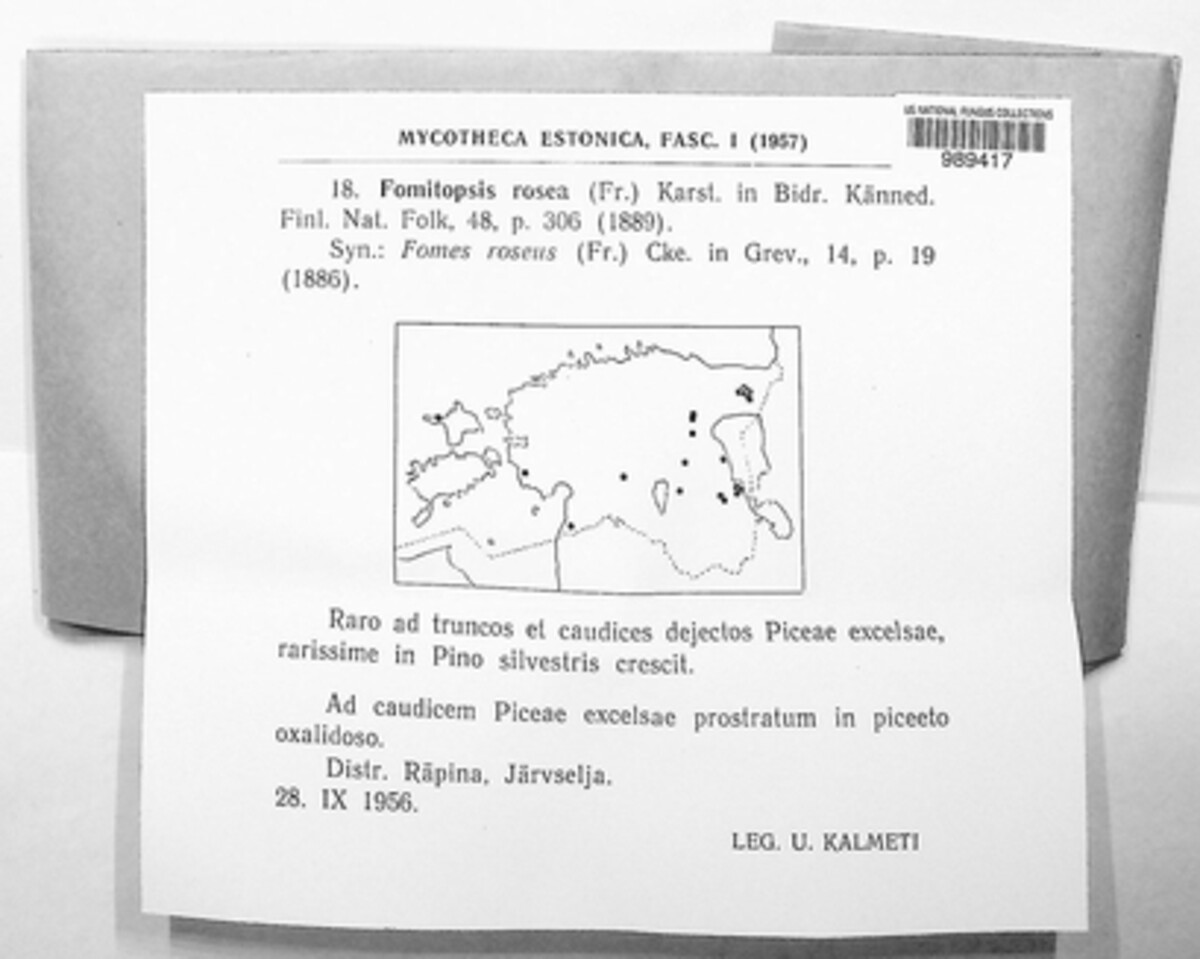 MYCOTHECA ESTONICA, FASC. I (1957)
US NATIONAL FUNGUS COLLECTIONS
989417
18. Fomitopsis rosea (Fr.) Karst. in Bidr. Känned.
Finl. Nat. Folk, 48, p. 306 (1889).
Syn.: Fomes roseus (Fr.) Cke. in Grev., 14, p. 19
(1886).
Raro ad truncos et caudices dejectos Piceae excelsae,
rarissime in Pino silvestris crescit.
Ad caudicem Piceae excelsae prostratum in piceeto
oxalidoso.
Distr. Räpina, Järvselja.
28. IX 1956.
LEG. U. KALMETI